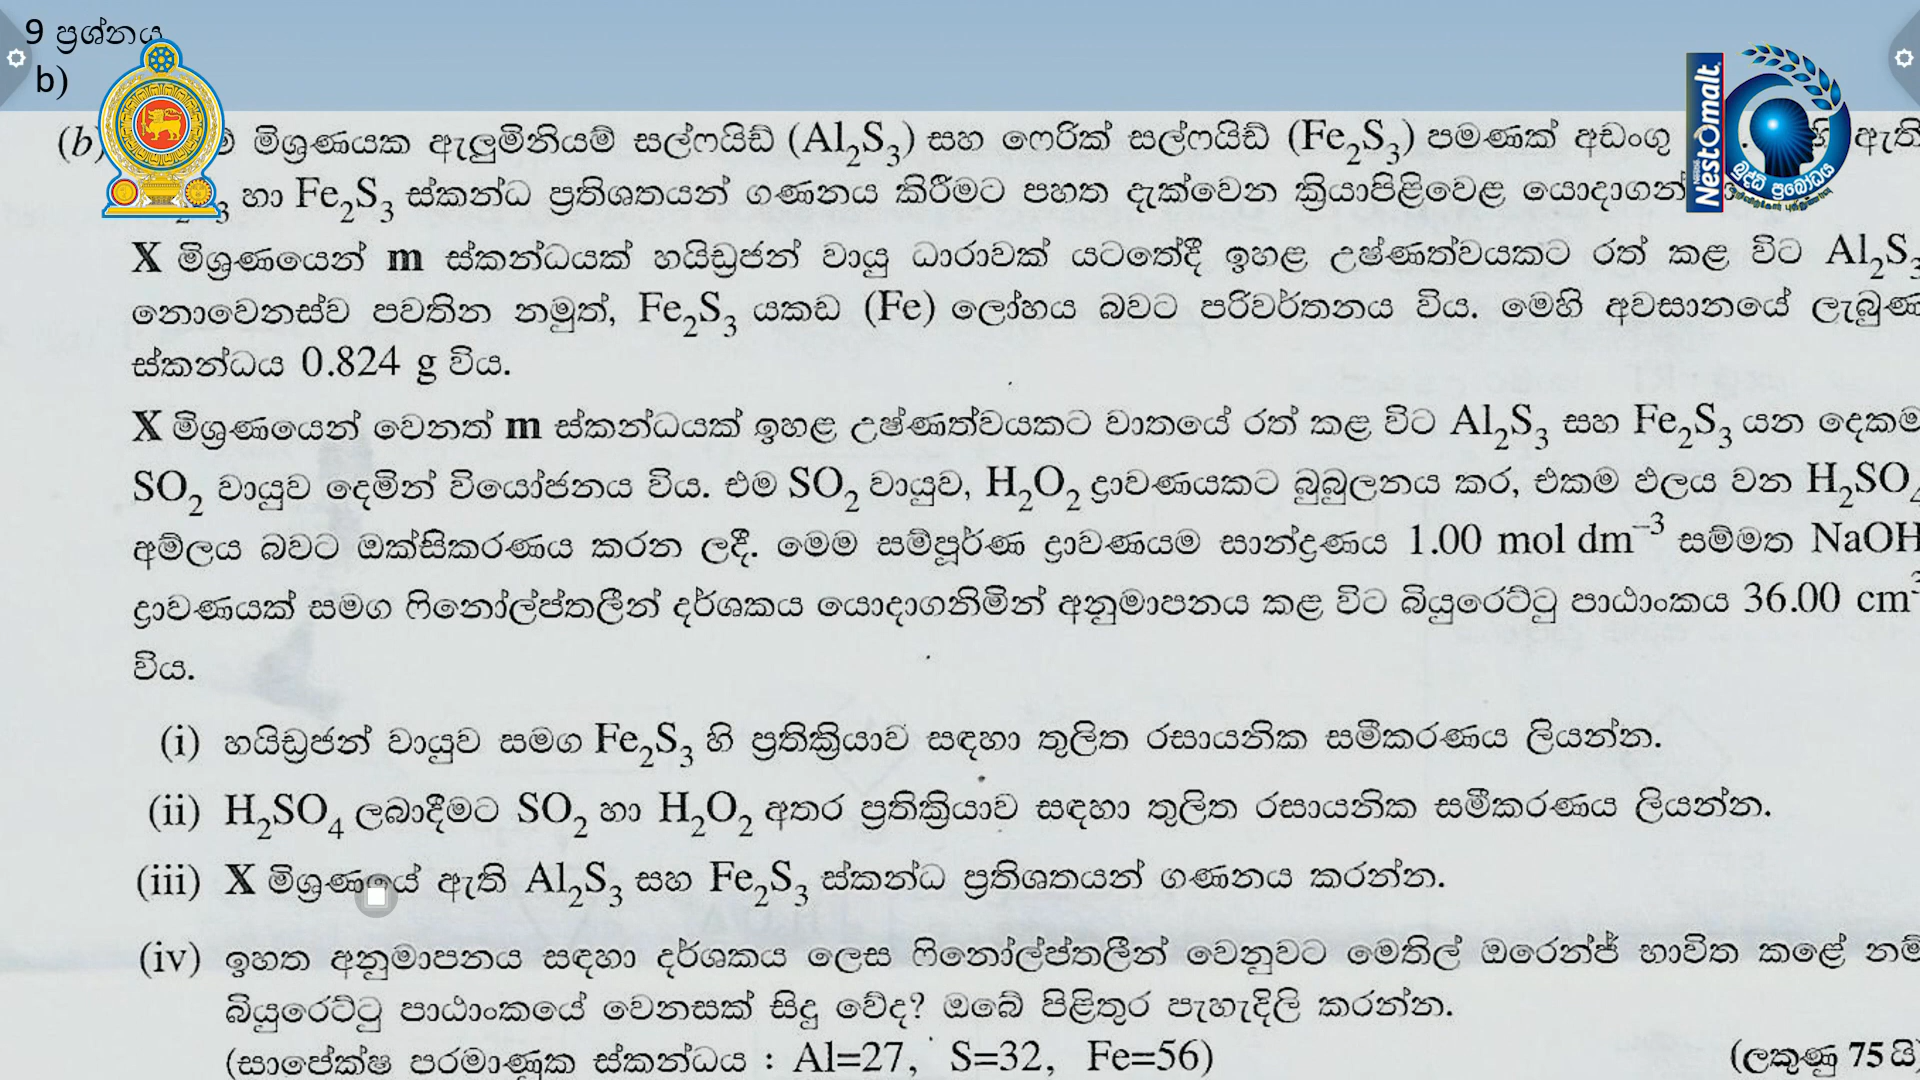 9 ප්‍රශ්නය
b)
(b) මිශ්‍රණයක ඇලුමිනියම් සල්ෆයිඩ් (Al₂S₃) සහ ෆෙරික් සල්ෆයිඩ් (Fe₂S₃) පමණක් අඩංගු ඇති
හා Fe₂S₃ ස්කන්ධ ප්‍රතිශතයන් ගණනය කිරීමට පහත දැක්වෙන ක්‍රියාපිළිවෙළ යොදාගන්
X මිශ්‍රණයෙන් m ස්කන්ධයක් හයිඩ්‍රජන් වායු ධාරාවක් යටතේදී ඉහළ උෂ්ණත්වයකට රත් කළ විට Al₂S₃
නොවෙනස්ව පවතින නමුත්, Fe₂S₃ යකඩ (Fe) ලෝහය බවට පරිවර්තනය විය. මෙහි අවසානයේ ලැබුණ
ස්කන්ධය 0.824 g විය.
X මිශ්‍රණයෙන් වෙනත් m ස්කන්ධයක් ඉහළ උෂ්ණත්වයකට වාතයේ රත් කළ විට Al₂S₃ සහ Fe₂S₃ යන දෙකම
SO₂ වායුව දෙමින් වියෝජනය විය. එම SO₂ වායුව, H₂O₂ ද්‍රාවණයකට බුබුලනය කර, එකම ඵලය වන H₂SO₄
අම්ලය බවට ඔක්සිකරණය කරන ලදී. මෙම සම්පූර්ණ ද්‍රාවණයම සාන්ද්‍රණය 1.00 mol dm⁻³ සම්මත NaOH
ද්‍රාවණයක් සමග ෆිනෝල්ප්තලීන් දර්ශකය යොදාගනිමින් අනුමාපනය කළ විට බියුරෙට්ටු පාඨාංකය 36.00 cm³
විය.
(i) හයිඩ්‍රජන් වායුව සමග Fe₂S₃ හි ප්‍රතික්‍රියාව සඳහා තුලිත රසායනික සමීකරණය ලියන්න.
(ii) H₂SO₄ ලබාදීමට SO₂ හා H₂O₂ අතර ප්‍රතික්‍රියාව සඳහා තුලිත රසායනික සමීකරණය ලියන්න.
(iii) X මිශ්‍රණයේ ඇති Al₂S₃ සහ Fe₂S₃ ස්කන්ධ ප්‍රතිශතයන් ගණනය කරන්න.
(iv) ඉහත අනුමාපනය සඳහා දර්ශකය ලෙස ෆිනෝල්ප්තලීන් වෙනුවට මෙතිල් ඔරෙන්ජ් භාවිත කළේ නම්
බියුරෙට්ටු පාඨාංකයේ වෙනසක් සිදු වේද? ඔබේ පිළිතුර පැහැදිලි කරන්න.
(සාපේක්ෂ පරමාණුක ස්කන්ධය : Al=27, S=32, Fe=56)
(ලකුණු 75 යි)
Nestomalt
බුද්ධි ප්‍රබෝධය